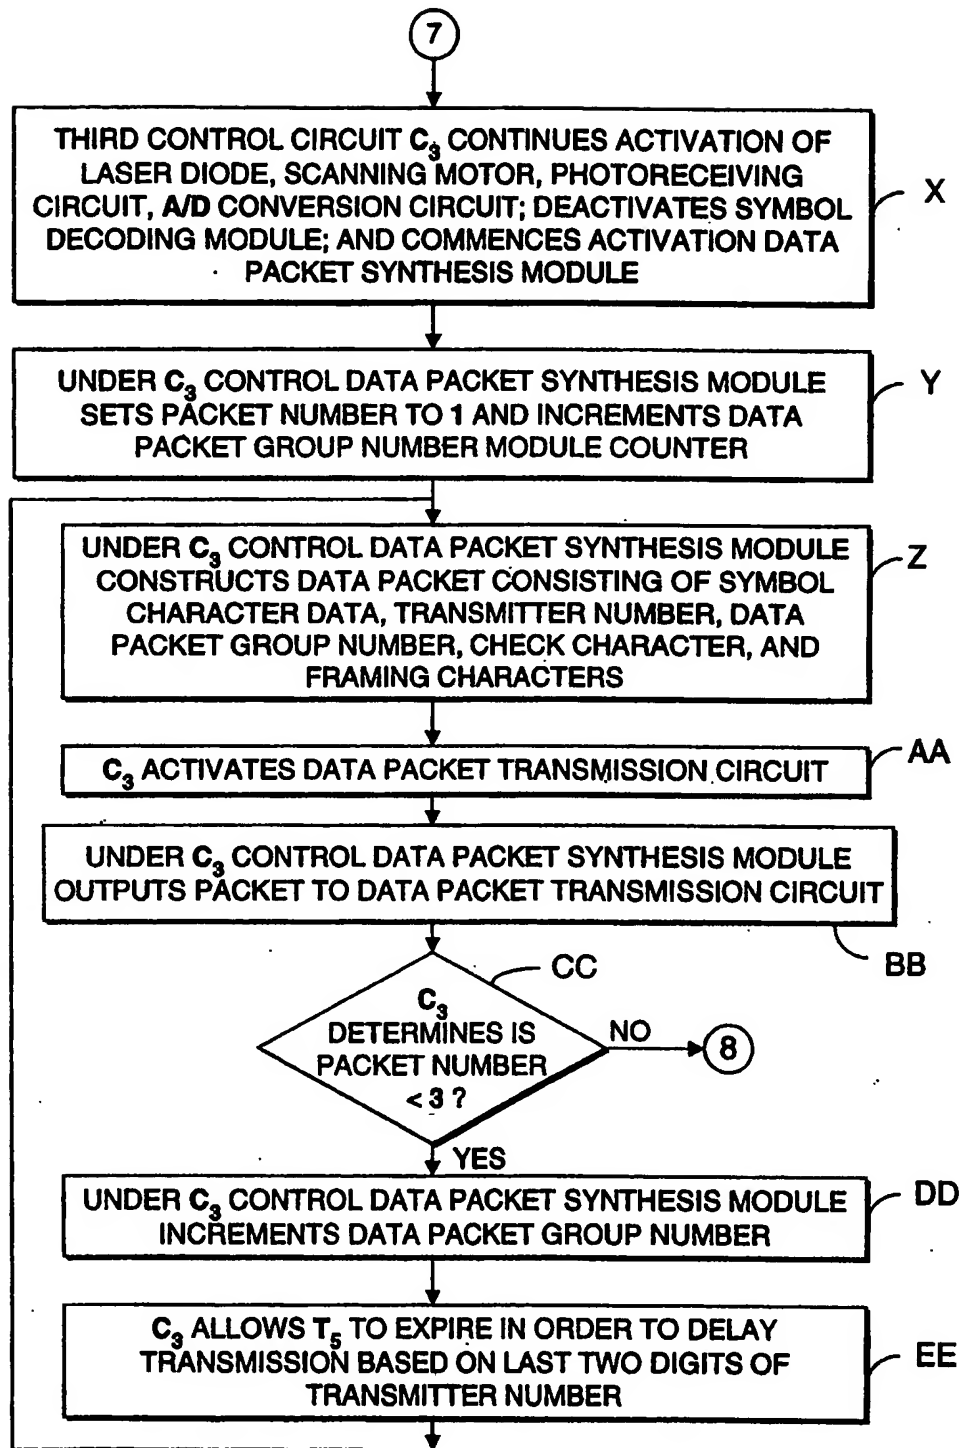 7
THIRD CONTROL CIRCUIT C3 CONTINUES ACTIVATION OF
LASER DIODE, SCANNING MOTOR, PHOTORECEIVING
CIRCUIT, A/D CONVERSION CIRCUIT; DEACTIVATES SYMBOL
DECODING MODULE; AND COMMENCES ACTIVATION DATA
PACKET SYNTHESIS MODULE
X
UNDER C3 CONTROL DATA PACKET SYNTHESIS MODULE
SETS PACKET NUMBER TO 1 AND INCREMENTS DATA
PACKET GROUP NUMBER MODULE COUNTER
Y
UNDER C3 CONTROL DATA PACKET SYNTHESIS MODULE
CONSTRUCTS DATA PACKET CONSISTING OF SYMBOL
CHARACTER DATA, TRANSMITTER NUMBER, DATA
PACKET GROUP NUMBER, CHECK CHARACTER, AND
FRAMING CHARACTERS
Z
C3 ACTIVATES DATA PACKET TRANSMISSION CIRCUIT
AA
UNDER C3 CONTROL DATA PACKET SYNTHESIS MODULE
OUTPUTS PACKET TO DATA PACKET TRANSMISSION CIRCUIT
BB
CC
C3
DETERMINES IS
PACKET NUMBER
< 3 ?
NO
8
YES
UNDER C3 CONTROL DATA PACKET SYNTHESIS MODULE
INCREMENTS DATA PACKET GROUP NUMBER
DD
C3 ALLOWS T5 TO EXPIRE IN ORDER TO DELAY
TRANSMISSION BASED ON LAST TWO DIGITS OF
TRANSMITTER NUMBER
EE